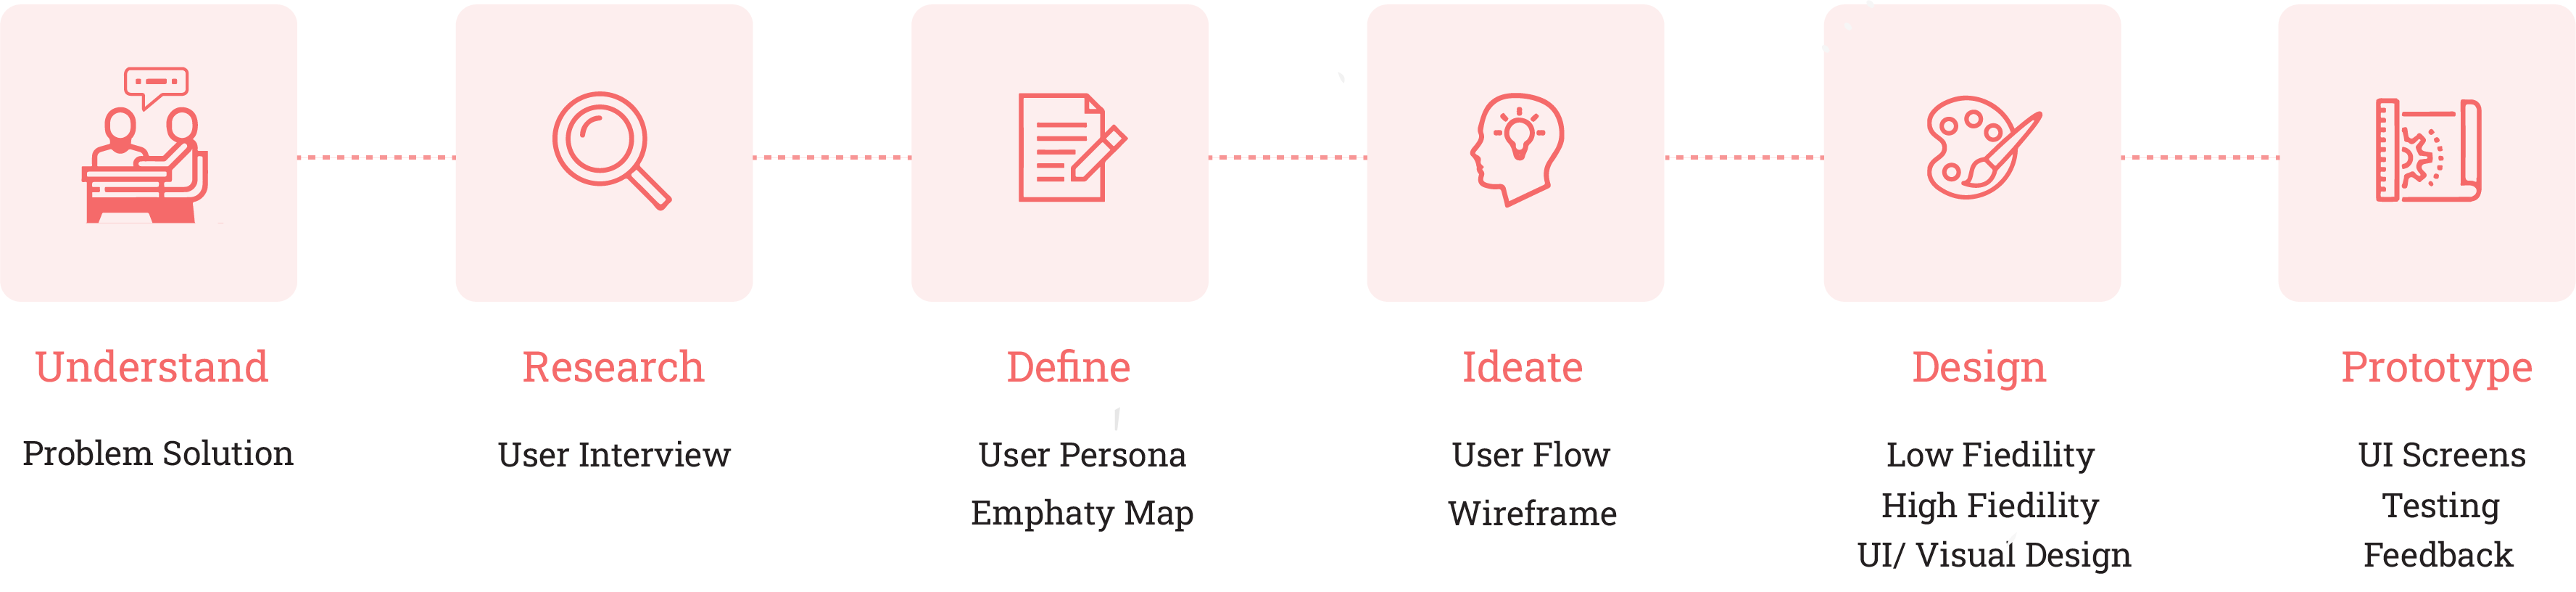 Understand
Problem Solution
Research
User Interview
Define
User Persona
Emphaty Map
Ideate
User Flow
Wireframe
Design
Low Fiedility
High Fiedility
UI/ Visual Design
Prototype
UI Screens
Testing
Feedback